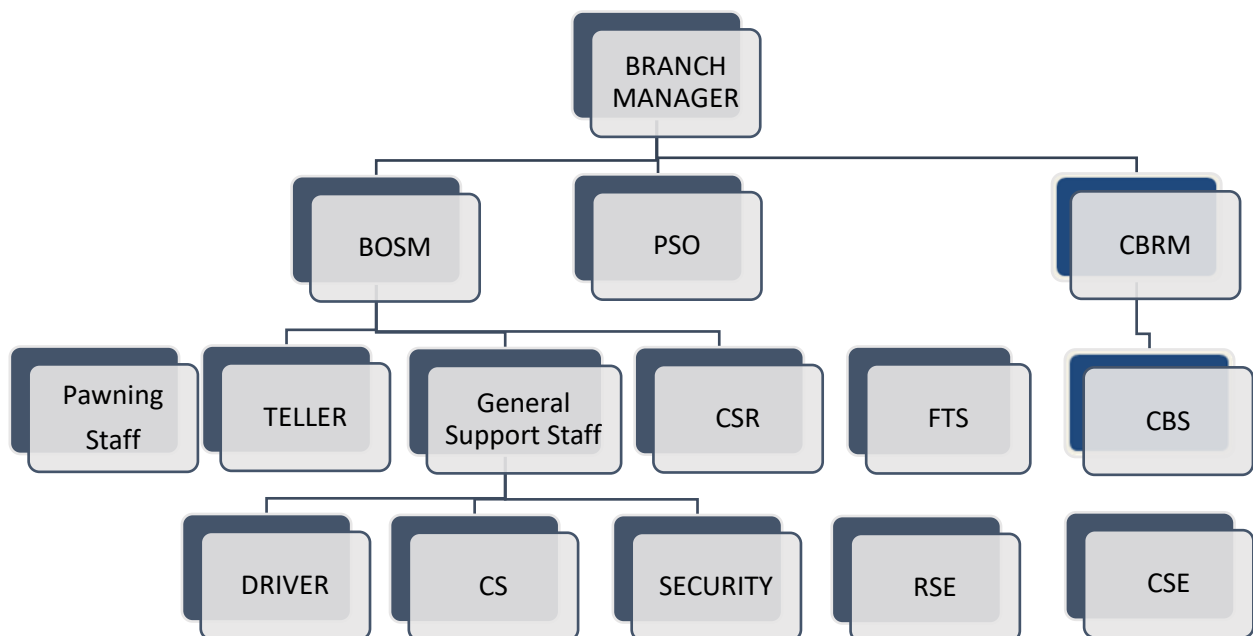 BRANCH
MANAGER
BOSM
PSO
CBRM
Pawning
Staff
TELLER
General
Support Staff
CSR
FTS
CBS
DRIVER
CS
SECURITY
RSE
CSE